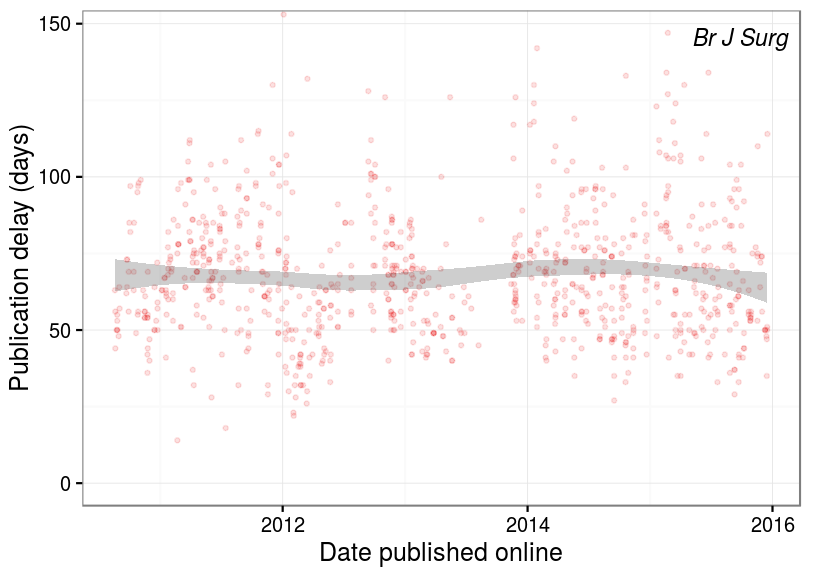 Br J Surg
Publication delay (days)
150
100
50
0
2012 2014 2016
Date published online